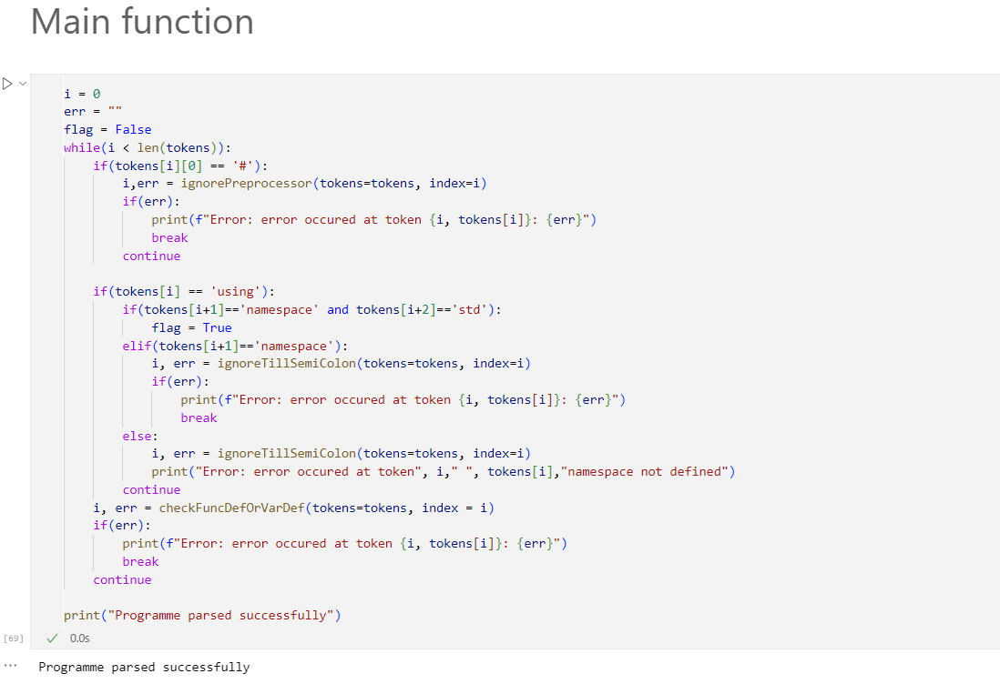 Main function
i = 0
err = ""
flag = False
while(i < len(tokens)):
    if(tokens[i][0] == '#'):
        i,err = ignorePreprocessor(tokens=tokens, index=i)
        if(err):
            print(f"Error: error occured at token {i, tokens[i]}: {err}")
            break
        continue

    if(tokens[i] == 'using'):
        if(tokens[i+1]=='namespace' and tokens[i+2]=='std'):
            flag = True
        elif(tokens[i+1]=='namespace'):
            i, err = ignoreTillSemiColon(tokens=tokens, index=i)
            if(err):
                print(f"Error: error occured at token {i, tokens[i]}: {err}")
                break
        else:
            i, err = ignoreTillSemiColon(tokens=tokens, index=i)
            print("Error: error occured at token", i," ", tokens[i],"namespace not defined")
        continue
    i, err = checkFuncDefOrVarDef(tokens=tokens, index = i)
    if(err):
        print(f"Error: error occured at token {i, tokens[i]}: {err}")
        break
    continue

print("Programme parsed successfully")
[69] ✓ 0.0s
... Programme parsed successfully